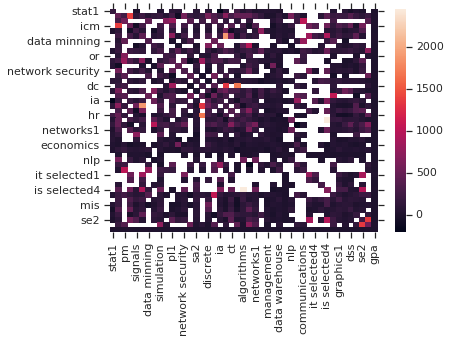 stat1
icm
data minning
or
network security
dc
ia
hr
networks1
economics
nlp
it selected1
is selected4
mis
se2
2000
1500
1000
500
0
stat1
pm
signals
data minning
simulation
pl1
network security
sa2
discrete
ia
ct
algorithms
networks1
management
data warehouse
nlp
communications
it selected4
is selected4
graphics1
dss
se2
gpa